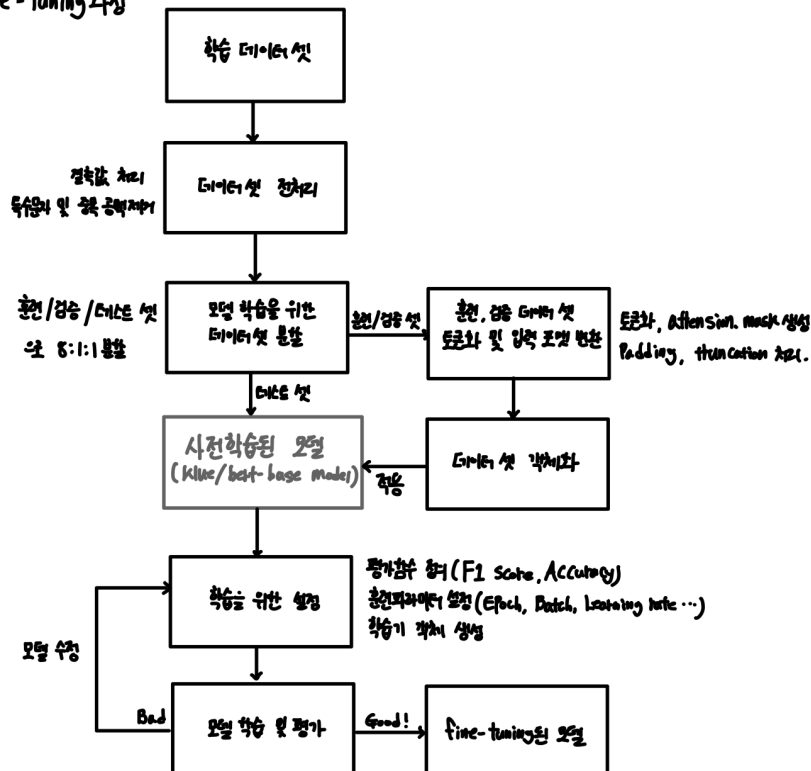 e-tuning 과정
학습 데이터 셋
결측값 처리
특수문자 및 중복 공백제거
데이터 셋 전처리
훈련/검증/테스트 셋
으로 8:1:1 분할
모델 학습을 위한
데이터셋 분할
훈련/검증 셋
훈련, 검증 데이터 셋
토큰화 및 입력 포맷 변환
토큰화, attension. mask 생성
Padding, truncation 처리.
테스트 셋
사전학습된 모델
(klue/bert-base model)
적용
데이터 셋 객체화
학습을 위한 설정
평가함수 정의 (F1 score, Accuracy)
훈련파라미터 설정 (Epoch, Batch, Learning rate ...)
학습기 객체 생성
모델 수정
Bad
모델 학습 및 평가
Good!
fine-tuning된 모델